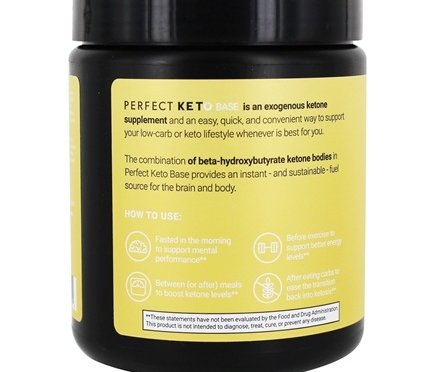 PERFECT KETO BASE is an exogenous ketone
supplement and an easy, quick, and convenient way to support
your low-carb or keto lifestyle whenever is best for you.
The combination of beta-hydroxybutyrate ketone bodies in
Perfect Keto Base provides an instant - and sustainable - fuel
source for the brain and body.
HOW TO USE:
Fasted in the morning
to support mental
performance**
Before exercise to
support better energy
levels**
Between (or after) meals
to boost ketone levels**
After eating carbs to
ease the transition
back into ketosis**
**These statements have not been evaluated by the Food and Drug Administration.
This product is not intended to diagnose, treat, cure, or prevent any disease.